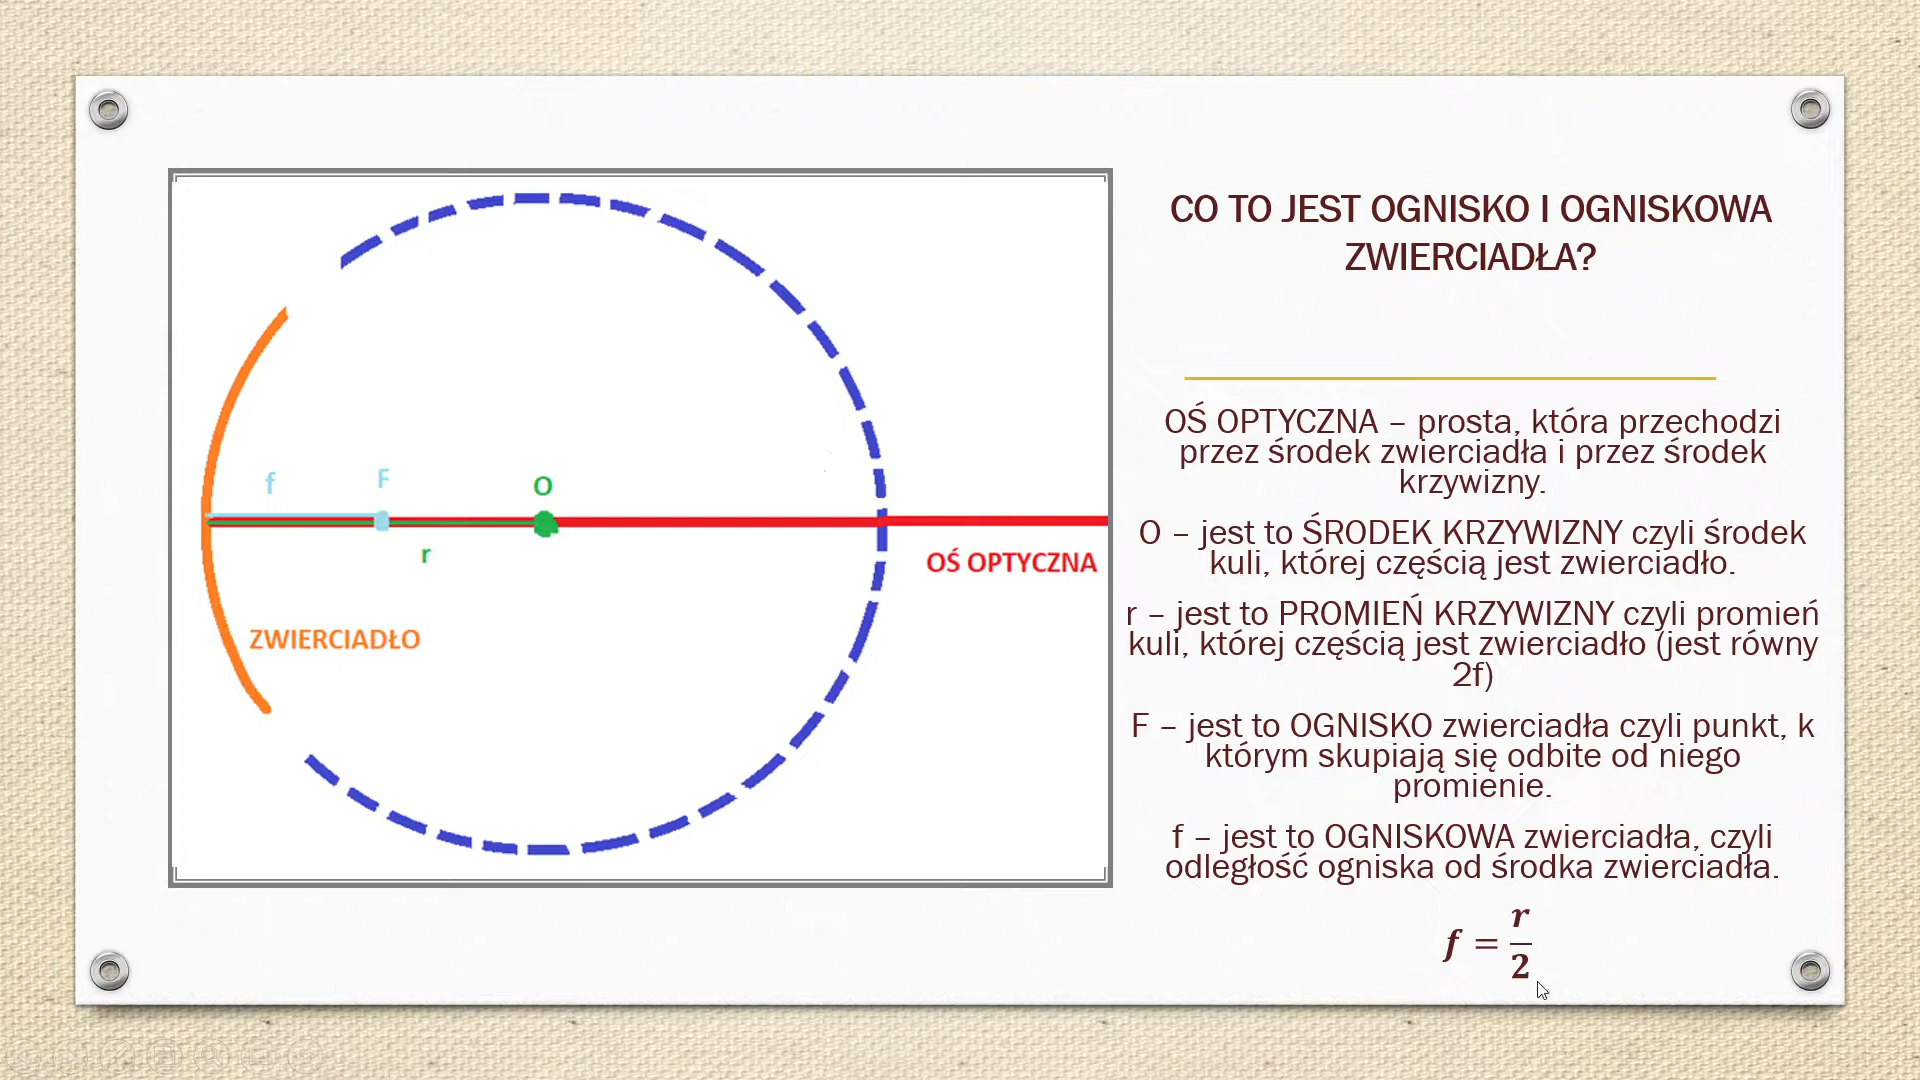 CO TO JEST OGNISKO I OGNISKOWA
ZWIERCIADŁA?
f
F
O
r
OŚ OPTYCZNA
ZWIERCIADŁO
OŚ OPTYCZNA – prosta, która przechodzi
przez środek zwierciadła i przez środek
krzywizny.
O – jest to ŚRODEK KRZYWIZNY czyli środek
kuli, której częścią jest zwierciadło.
r – jest to PROMIEŃ KRZYWIZNY czyli promień
kuli, której częścią jest zwierciadło (jest równy
2f)
F – jest to OGNISKO zwierciadła czyli punkt, k
którym skupiają się odbite od niego
promienie.
f – jest to OGNISKOWA zwierciadła, czyli
odległość ogniska od środka zwierciadła.
f = r/2